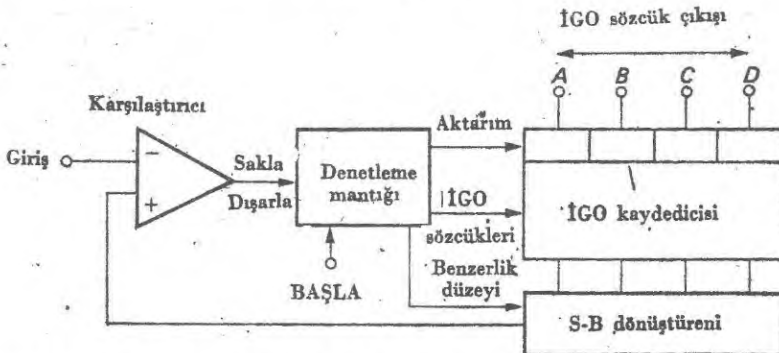 İGO sözcük çıkışı
A B C D
Karşılaştırıcı
Giriş
−
+
Sakla
Dışarla
Denetleme
mantığı
BAŞLA
Aktarım
İGO
sözcükleri
Benzerlik
düzeyi
İGO kaydedicisi
S-B dönüştüreni